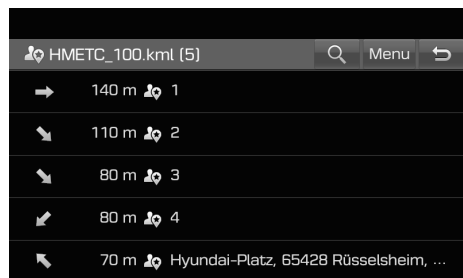 HMETC_100.kml (5) Menu
140 m 1
110 m 2
80 m 3
80 m 4
70 m Hyundai-Platz, 65428 Rüsselsheim, ...